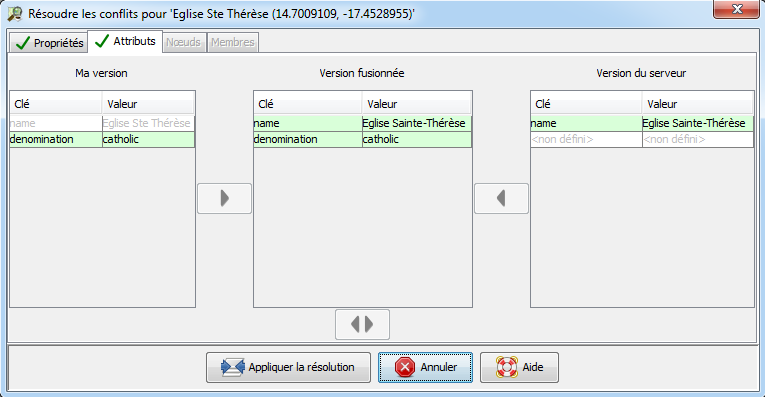 Résoudre les conflits pour 'Eglise Ste Thérèse (14.7009109, -17.4528955)'
Propriétés Attributs Nœuds Membres
Ma version Version fusionnée Version du serveur
Clé Valeur Clé Valeur Clé Valeur
name Eglise Ste Thérèse name Eglise Sainte-Thérèse name Eglise Sainte-Thérèse
denomination catholic denomination catholic <non défini> <non défini>
Appliquer la résolution Annuler Aide